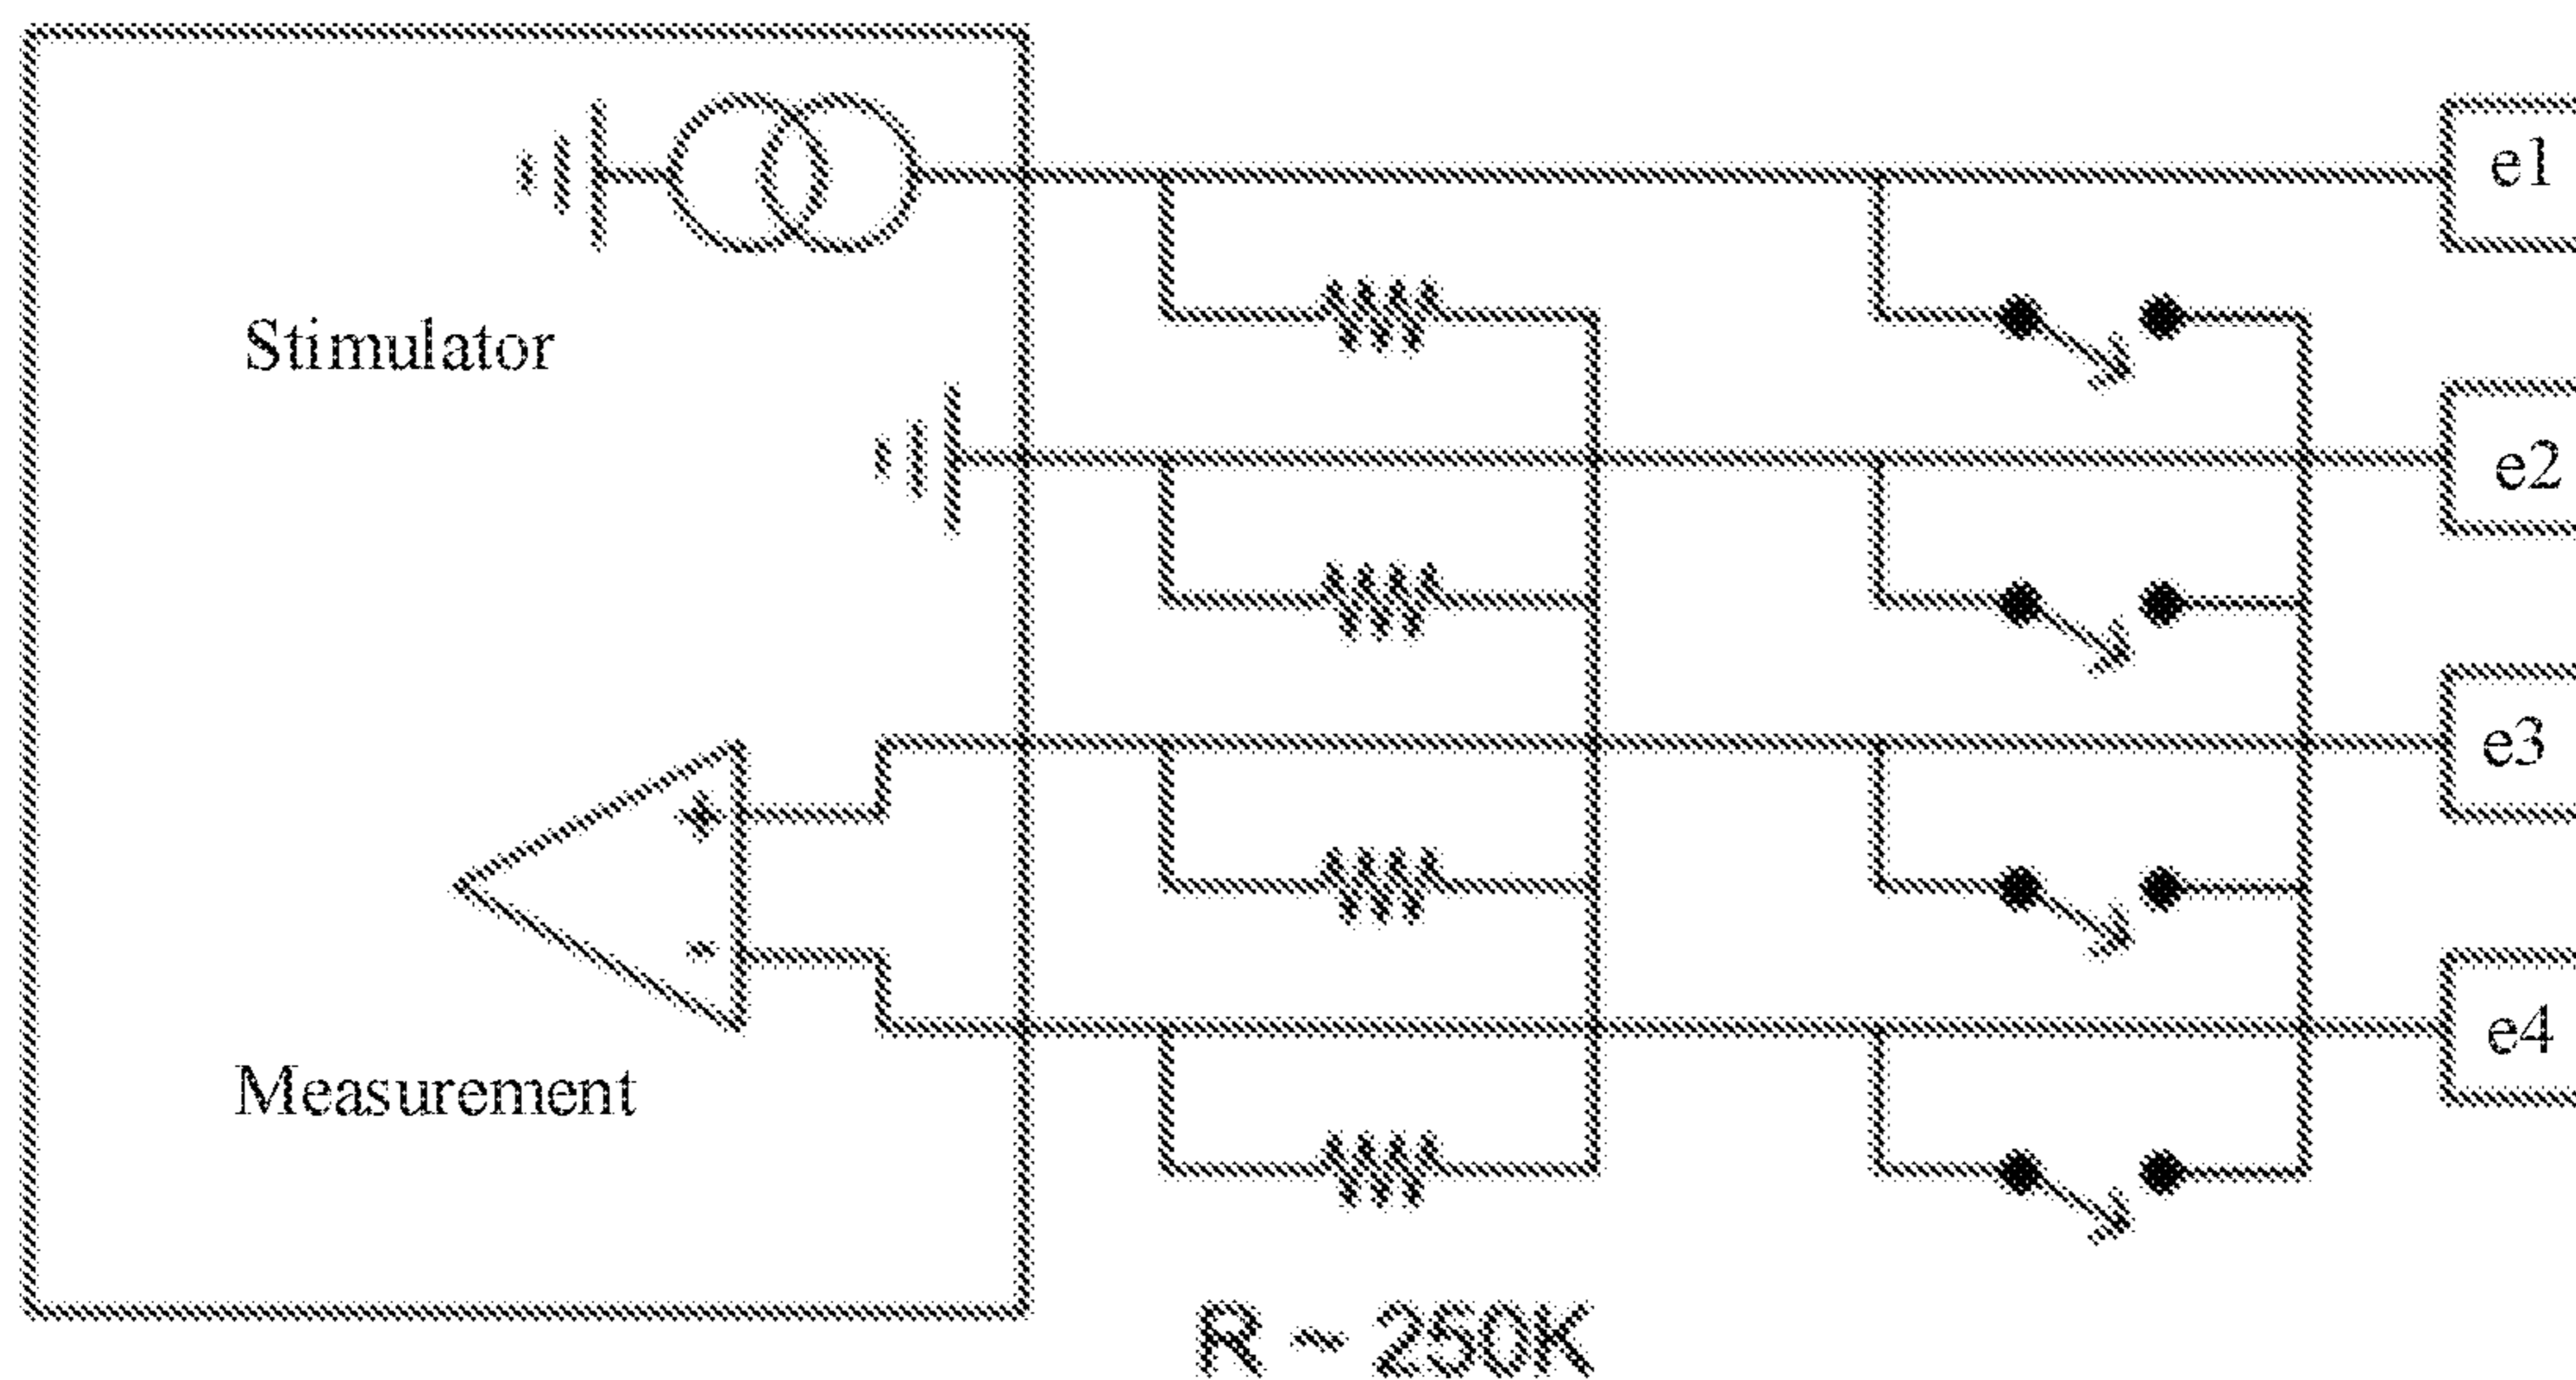 e1
Stimulator
e2
e3
+
-
e4
Measurement
R ~ 250K